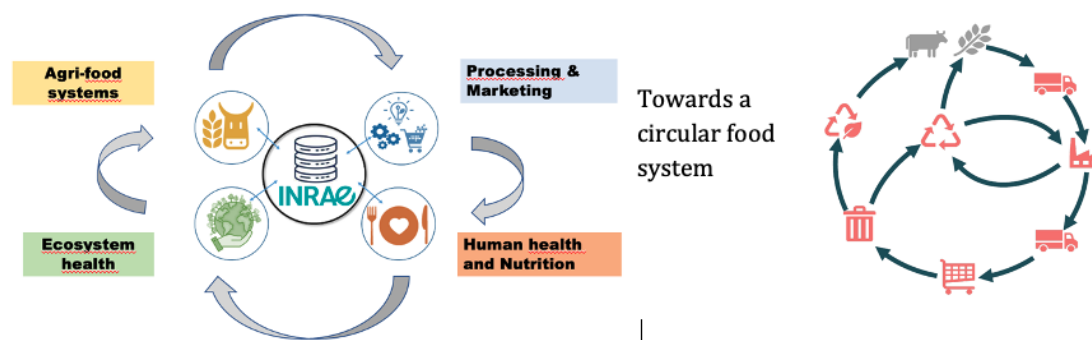 Agri-food
systems
Processing &
Marketing
INRAE
Ecosystem
health
Human health
and Nutrition
Towards a
circular food
system